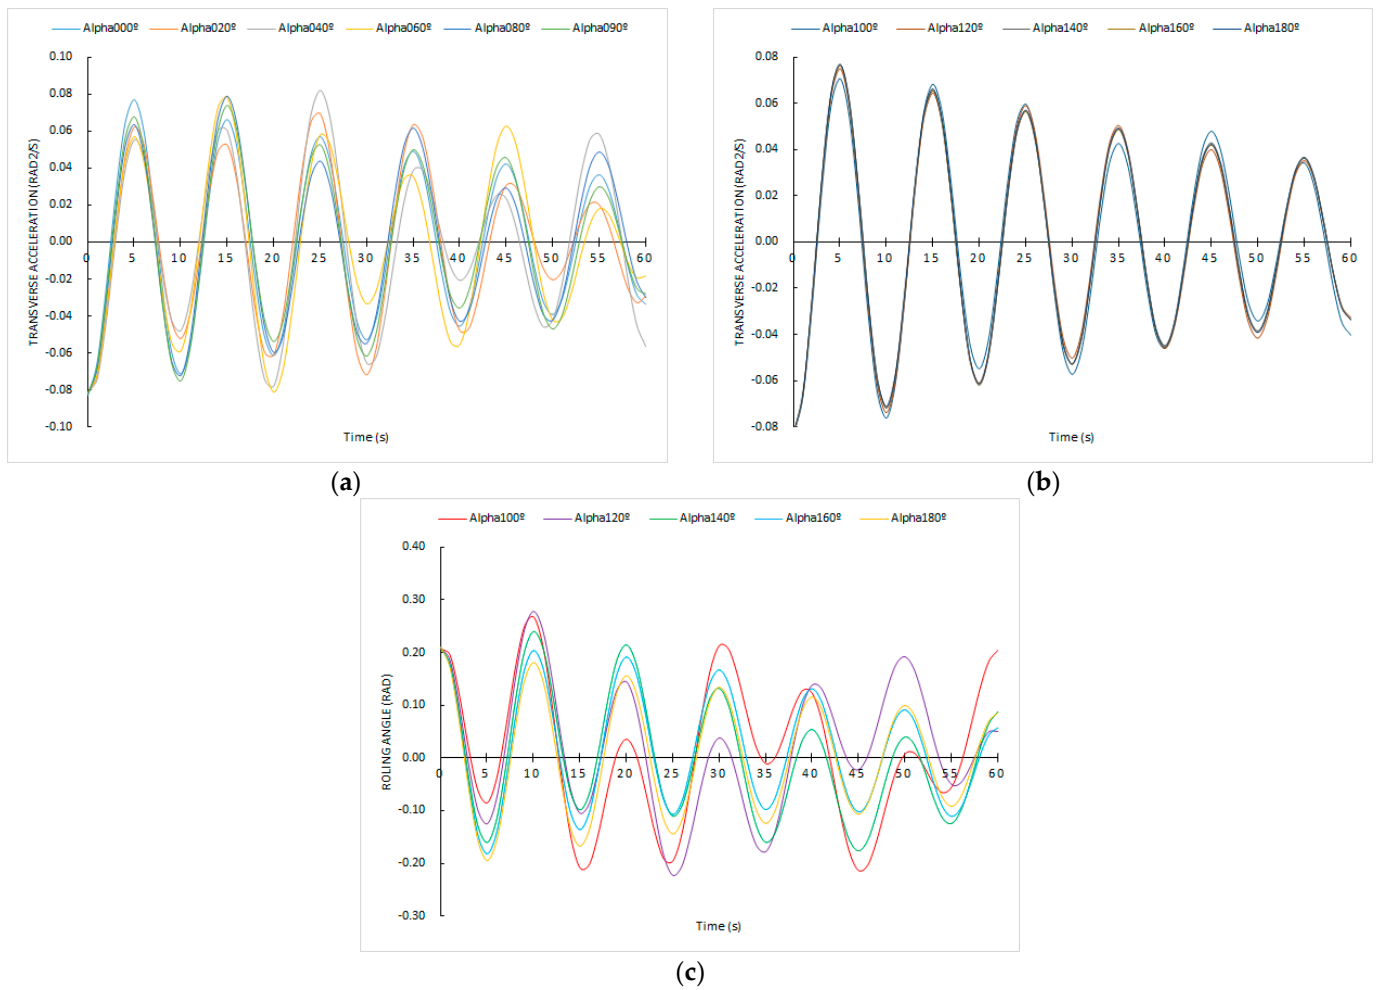 Alpha000º Alpha020º Alpha040º Alpha060º Alpha080º Alpha090º
0.10
0.08
0.06
0.04
0.02
0.00
-0.02
-0.04
-0.06
-0.08
-0.10
TRANSVERSE ACCELERATION (RAD2/S)
0 5 10 15 20 25 30 35 40 45 50 55 60
Time (s)
(a)
Alpha100º Alpha120º Alpha140º Alpha160º Alpha180º
0.08
0.06
0.04
0.02
0.00
-0.02
-0.04
-0.06
-0.08
TRANSVERSE ACCELERATION (RAD2/S)
0 5 10 15 20 25 30 35 40 45 50 55 60
Time (s)
(b)
Alpha100º Alpha120º Alpha140º Alpha160º Alpha180º
0.40
0.30
0.20
0.10
0.00
-0.10
-0.20
-0.30
ROLING ANGLE (RAD)
0 5 10 15 20 25 30 35 40 45 50 55 60
Time (s)
(c)